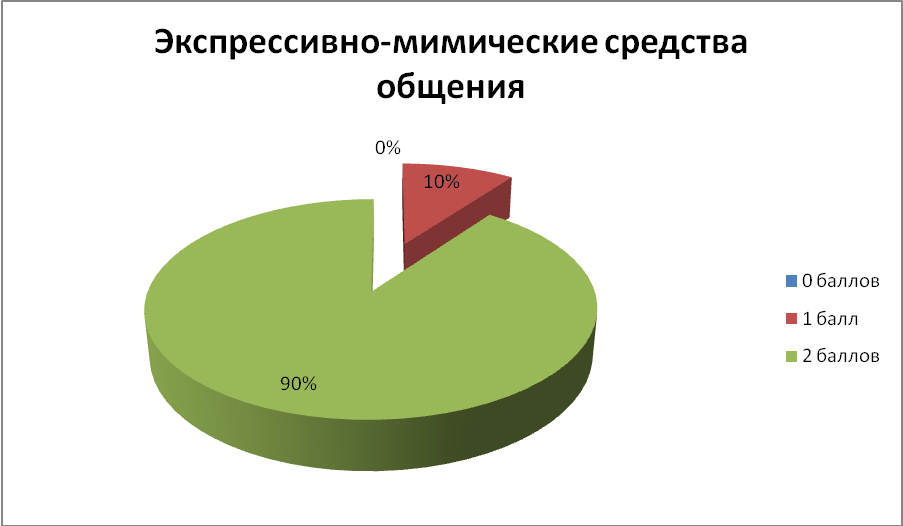 Экспрессивно-мимические средства
общения
0%
10%
90%
0 баллов
1 балл
2 баллов